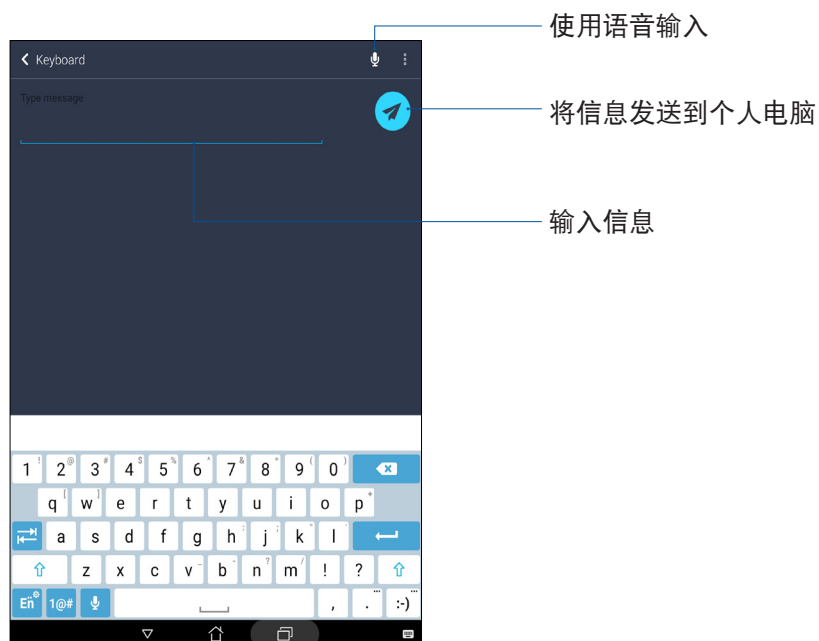 使用语音输入
Keyboard
Type message
将信息发送到个人电脑
输入信息
1 ! 2 @ 3 # 4 $ 5 % 6 ^ 7 & 8 * 9 ( 0 )
q [ w ] e r t y u i o p +
a s d f g h : j ; k " l '
z x c v - b _ n ? m / ! ?
En 1@# , . ... :-) ...